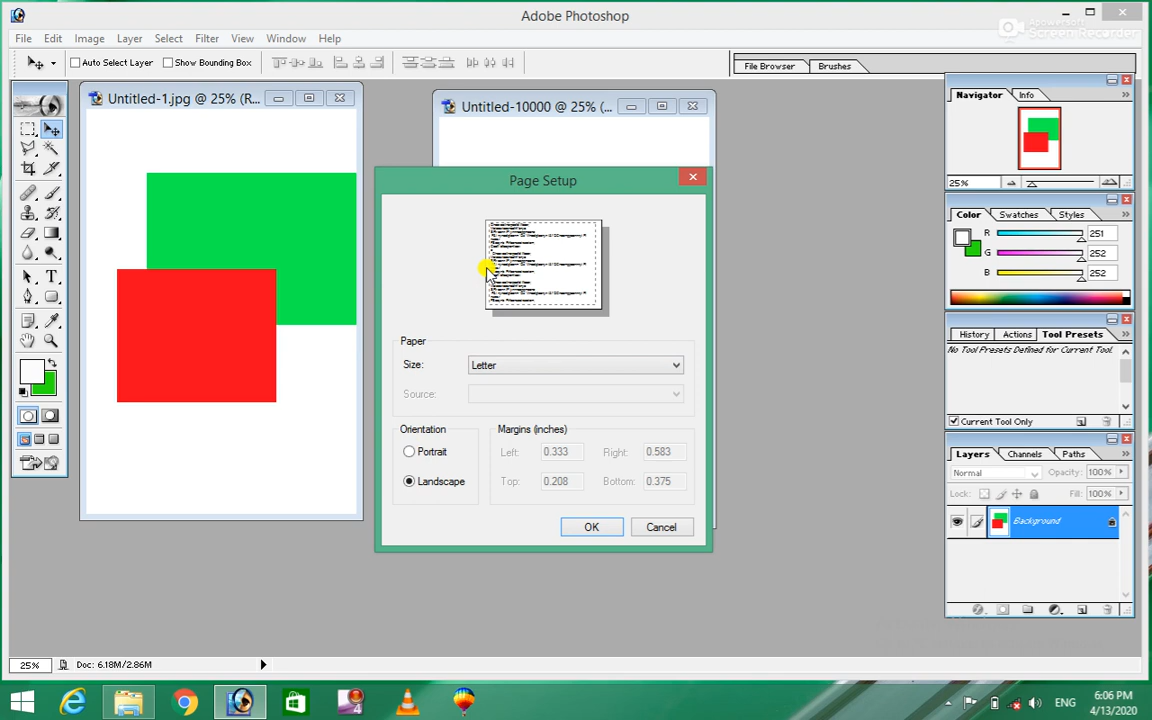 Adobe Photoshop
Apowersoft
Screen Recorder
File Edit Image Layer Select Filter View Window Help
Auto Select Layer Show Bounding Box
File Browser Brushes
Untitled-1.jpg @ 25% (R...
Untitled-10000 @ 25% (...
Navigator Info
25%
Color Swatches Styles
R 251
G 252
B 252
History Actions Tool Presets
No Tool Presets Defined for Current Tool.
Current Tool Only
Layers Channels Paths
Normal Opacity: 100%
Lock: Fill: 100%
Background
Page Setup
Paper
Size: Letter
Source:
Orientation
Portrait
Landscape
Margins (inches)
Left: 0.333 Right: 0.583
Top: 0.208 Bottom: 0.375
OK Cancel
25% Doc: 6.18M/2.86M
4
ENG
6:06 PM
4/13/2020